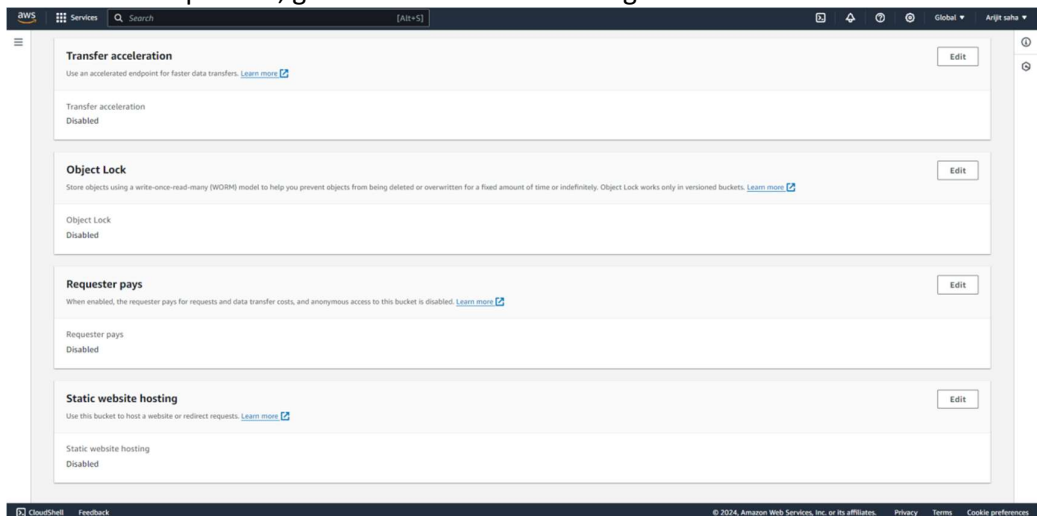 aws Services Search [Alt+S] Global Arijit saha
Transfer acceleration Edit
Use an accelerated endpoint for faster data transfers. Learn more
Transfer acceleration
Disabled
Object Lock Edit
Store objects using a write-once-read-many (WORM) model to help you prevent objects from being deleted or overwritten for a fixed amount of time or indefinitely. Object Lock works only in versioned buckets. Learn more
Object Lock
Disabled
Requester pays Edit
When enabled, the requester pays for requests and data transfer costs, and anonymous access to this bucket is disabled. Learn more
Requester pays
Disabled
Static website hosting Edit
Use this bucket to host a website or redirect requests. Learn more
Static website hosting
Disabled
CloudShell Feedback © 2024, Amazon Web Services, Inc. or its affiliates. Privacy Terms Cookie preferences